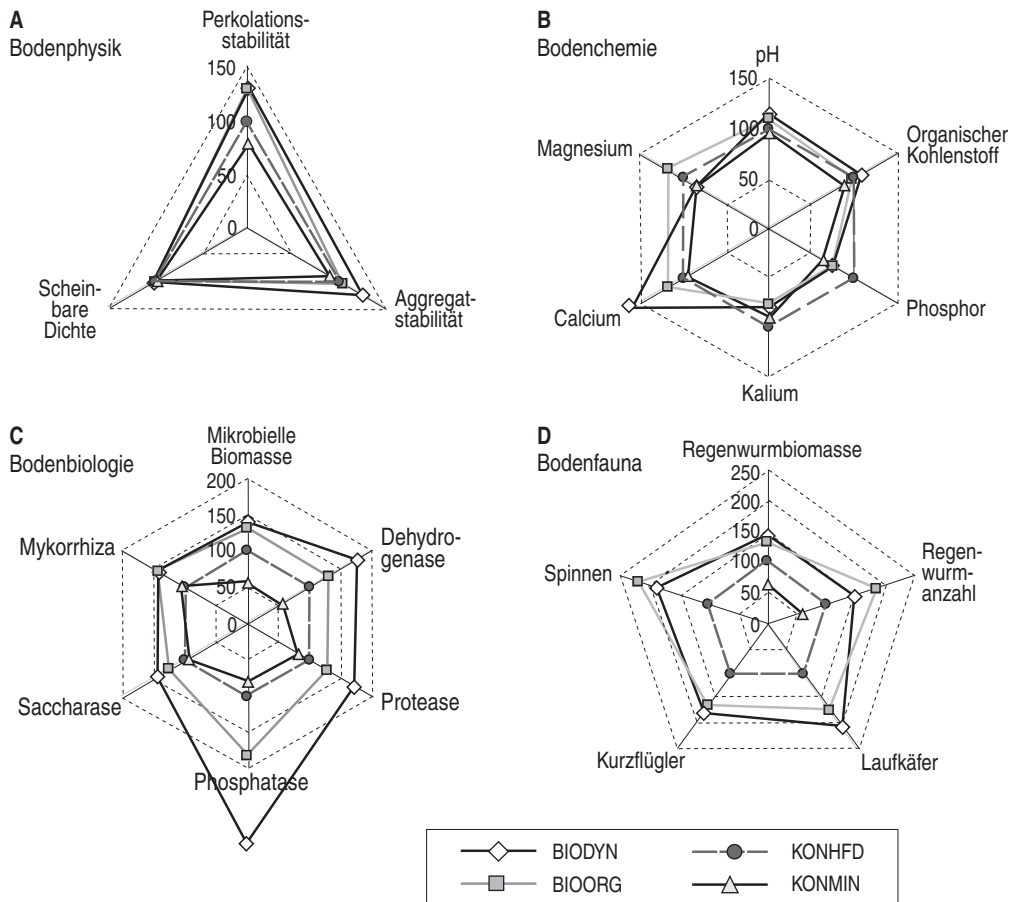 A
Bodenphysik
Perkolations-
stabilität
150
100
50
0
Schein-
bare
Dichte
Aggregat-
stabilität
B
Bodenchemie
pH
150
100
50
0
Magnesium
Organischer
Kohlenstoff
Calcium
Phosphor
Kalium
C
Bodenbiologie
Mikrobielle
Biomasse
200
150
100
50
0
Mykorrhiza
Dehydro-
genase
Saccharase
Protease
Phosphatase
D
Bodenfauna
Regenwurmbiomasse
250
200
150
100
50
0
Spinnen
Regen-
wurm-
anzahl
Kurzflügler
Laufkäfer
BIODYN
KONHFD
BIOORG
KONMIN